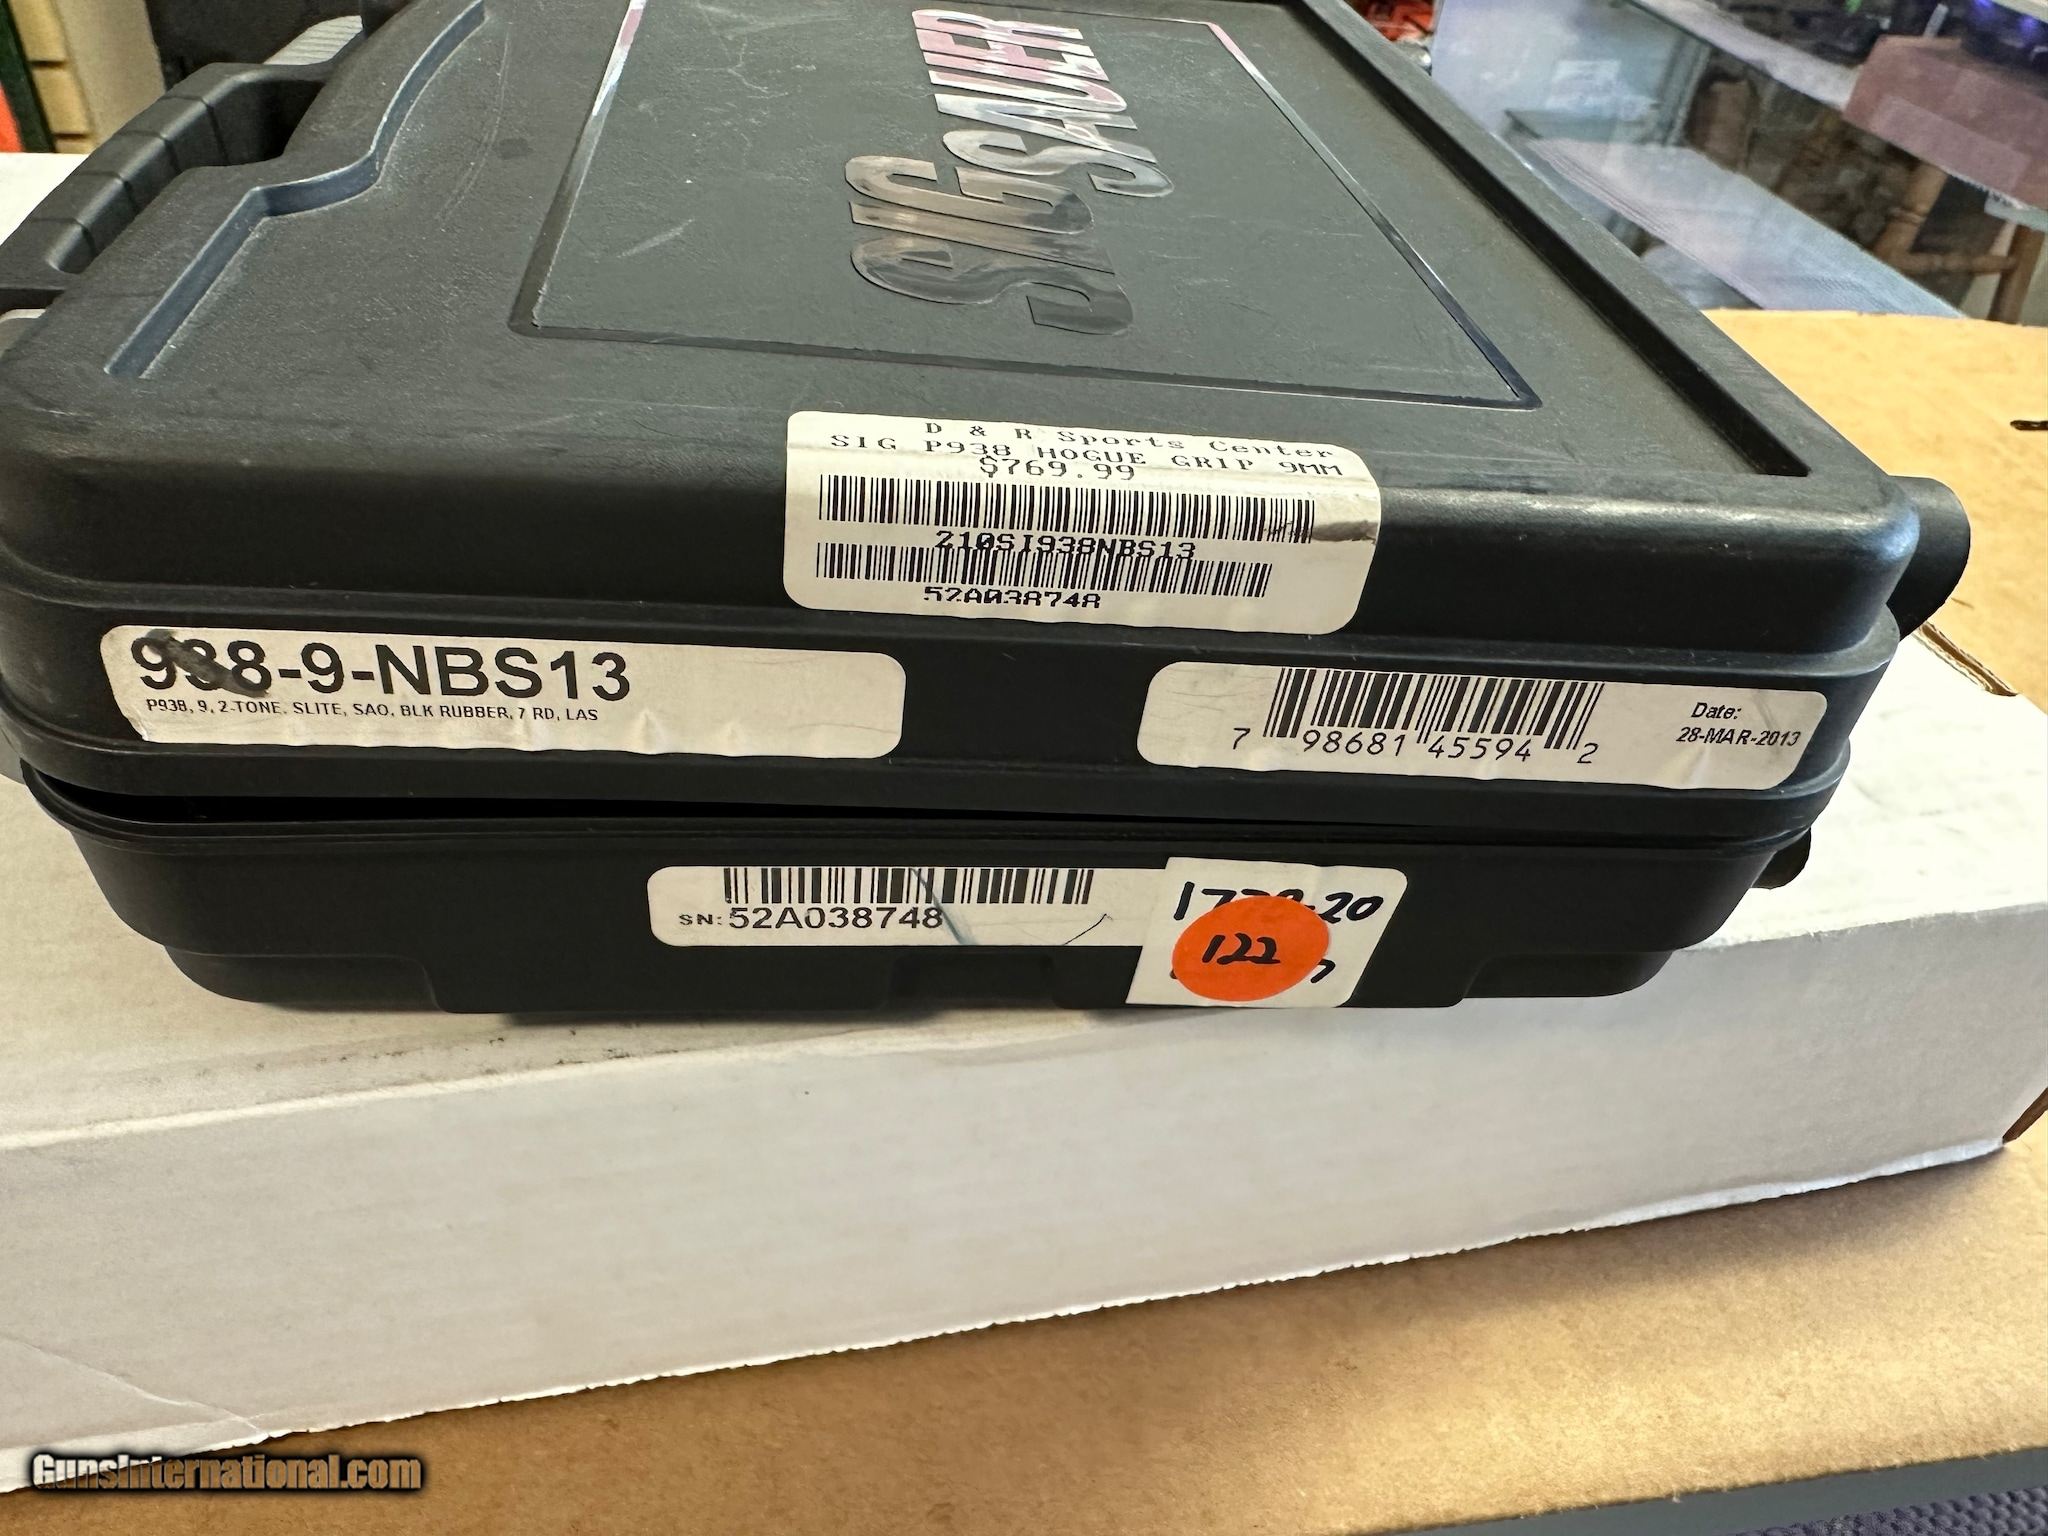 SIGSAUER
D & R Sports Center
SIG P938 HOGUE GRIP 9MM
$769.99
Z10SI938NBS13
52A038748
938-9-NBS13
P938, 9, 2-TONE, SLITE, SAO, BLK RUBBER, 7 RD, LAS
7 98681 45594 2
Date:
28-MAR-2013
SN: 52A038748
20
122
GunsInternational.com